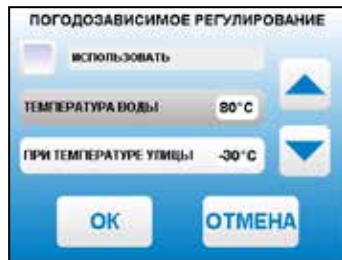 ПОГОДОЗАВИСИМОЕ РЕГУЛИРОВАНИЕ
ИСПОЛЬЗОВАТЬ
ТЕМПЕРАТУРА ВОДЫ 80°C
ПРИ ТЕМПЕРАТУРЕ УЛИЦЫ -30°C
ОК ОТМЕНА